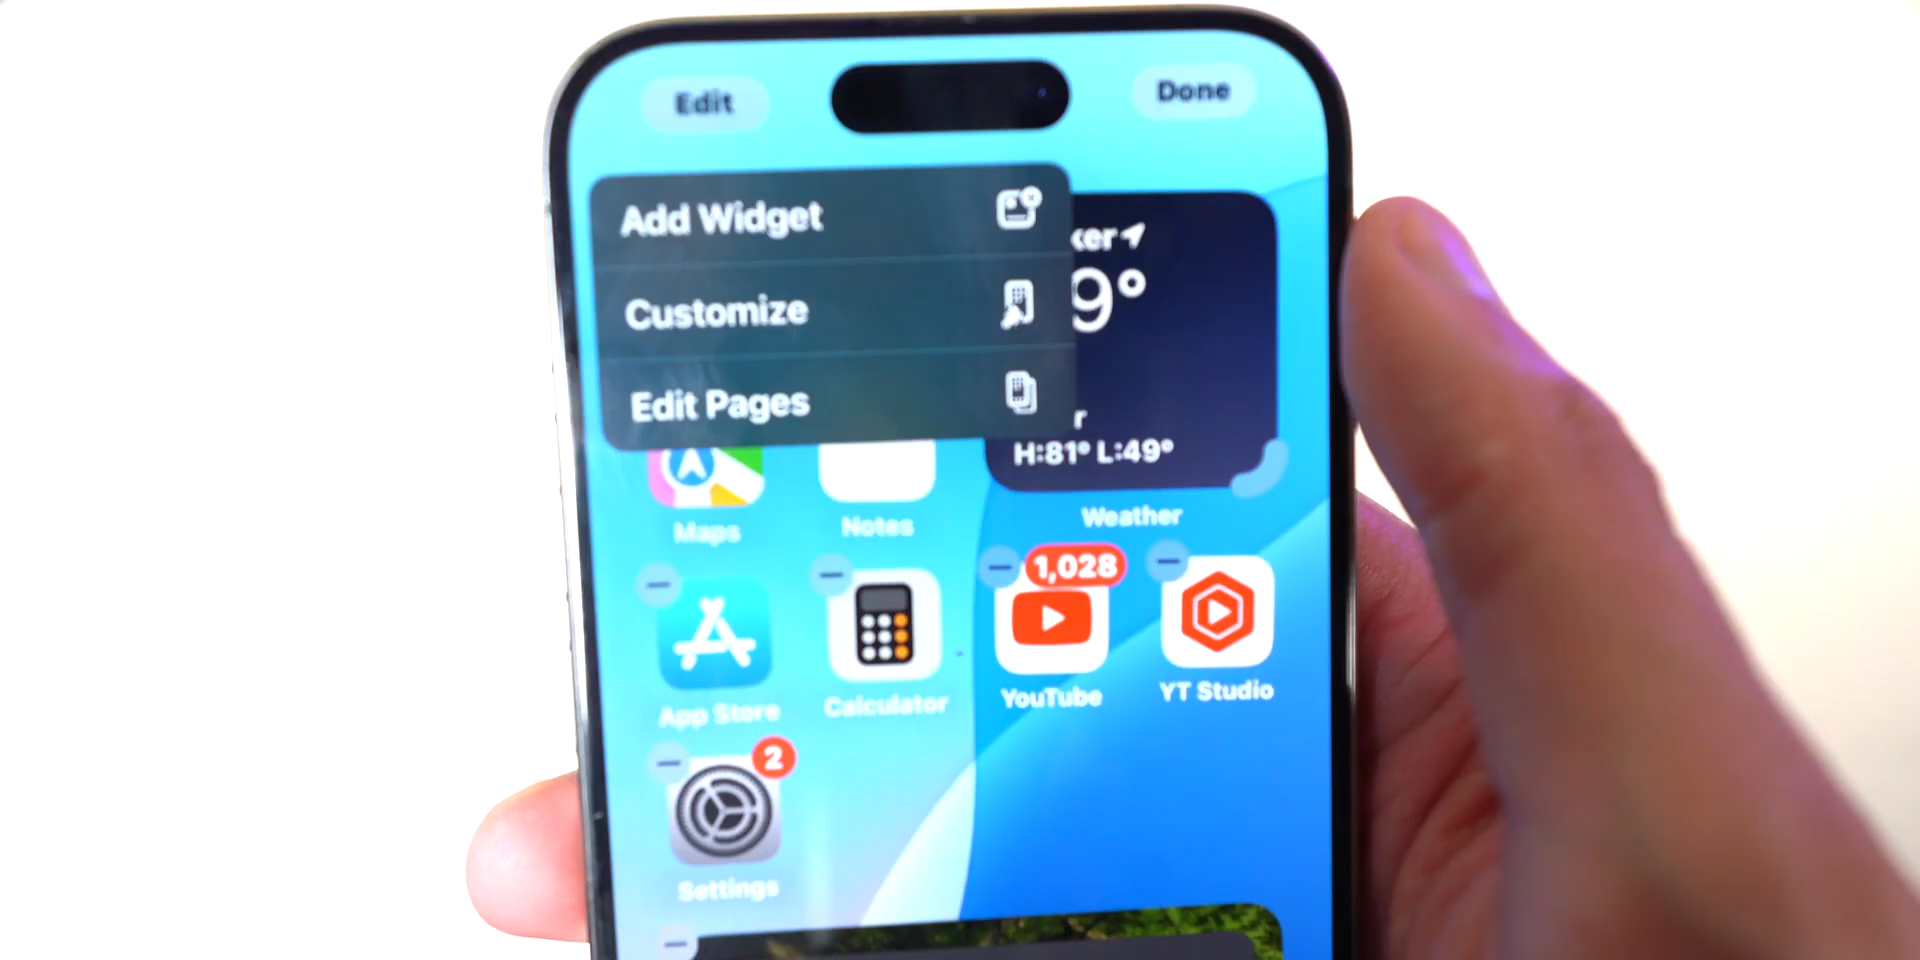 Edit
Done
Add Widget
Customize
Edit Pages
9°
H:81° L:49°
Maps
Notes
Weather
1,028
App Store
Calculator
YouTube
YT Studio
2
Settings